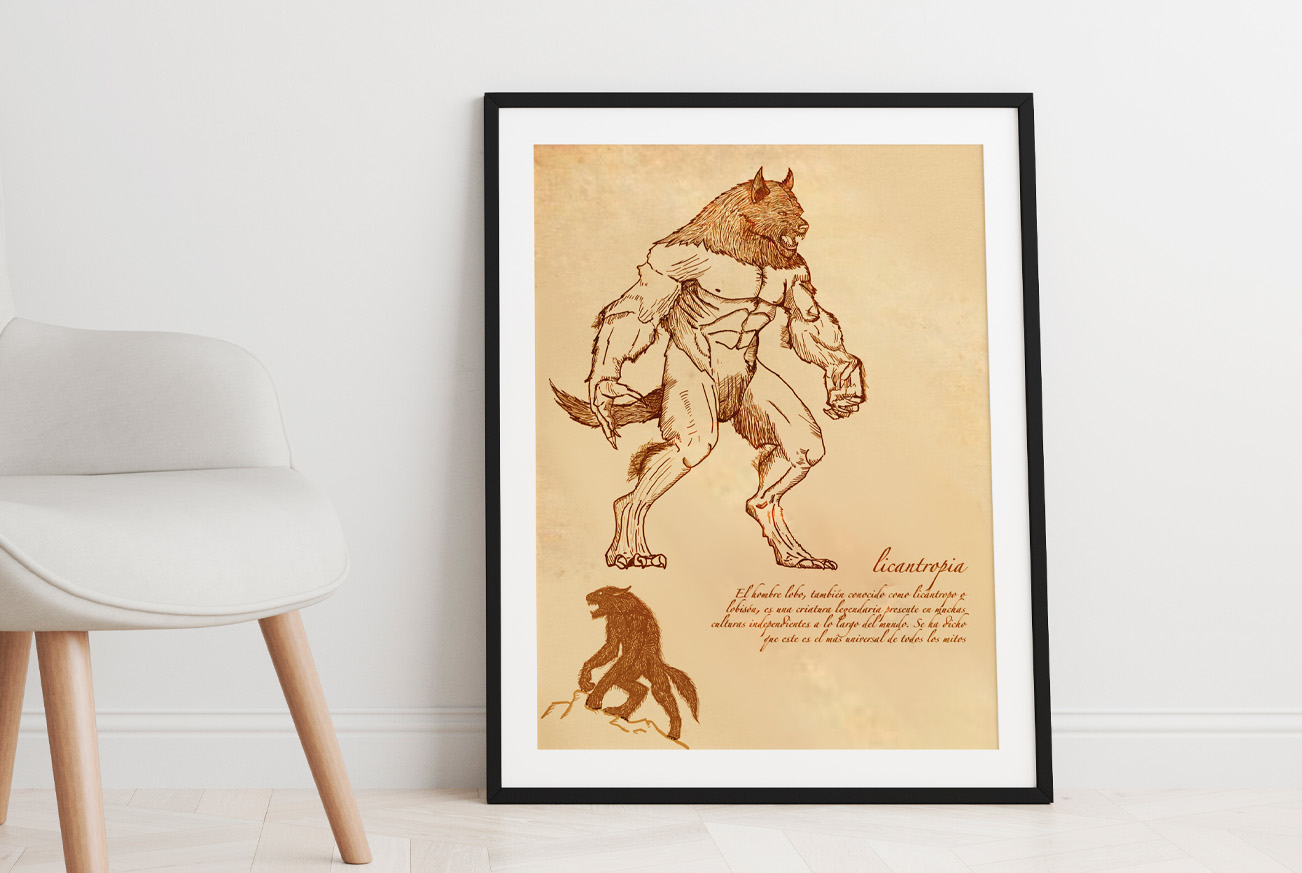 licantropia
El hombre lobo, también conocido como licántropo o
lobisón, es una criatura legendaria presente en muchas
culturas independientes a lo largo del mundo. Se ha dicho
que este es el más universal de todos los mitos